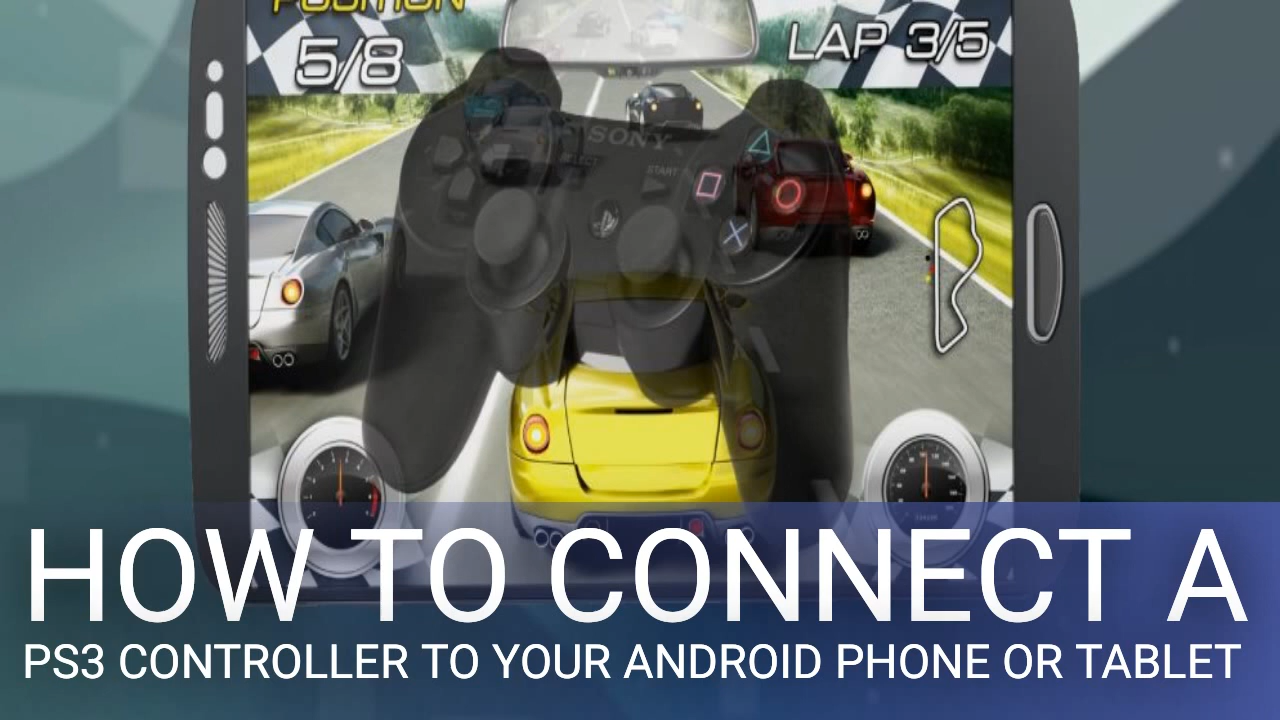 POSITION
5/8
LAP 3/5
SONY
SELECT
START
HOW TO CONNECT A
PS3 CONTROLLER TO YOUR ANDROID PHONE OR TABLET